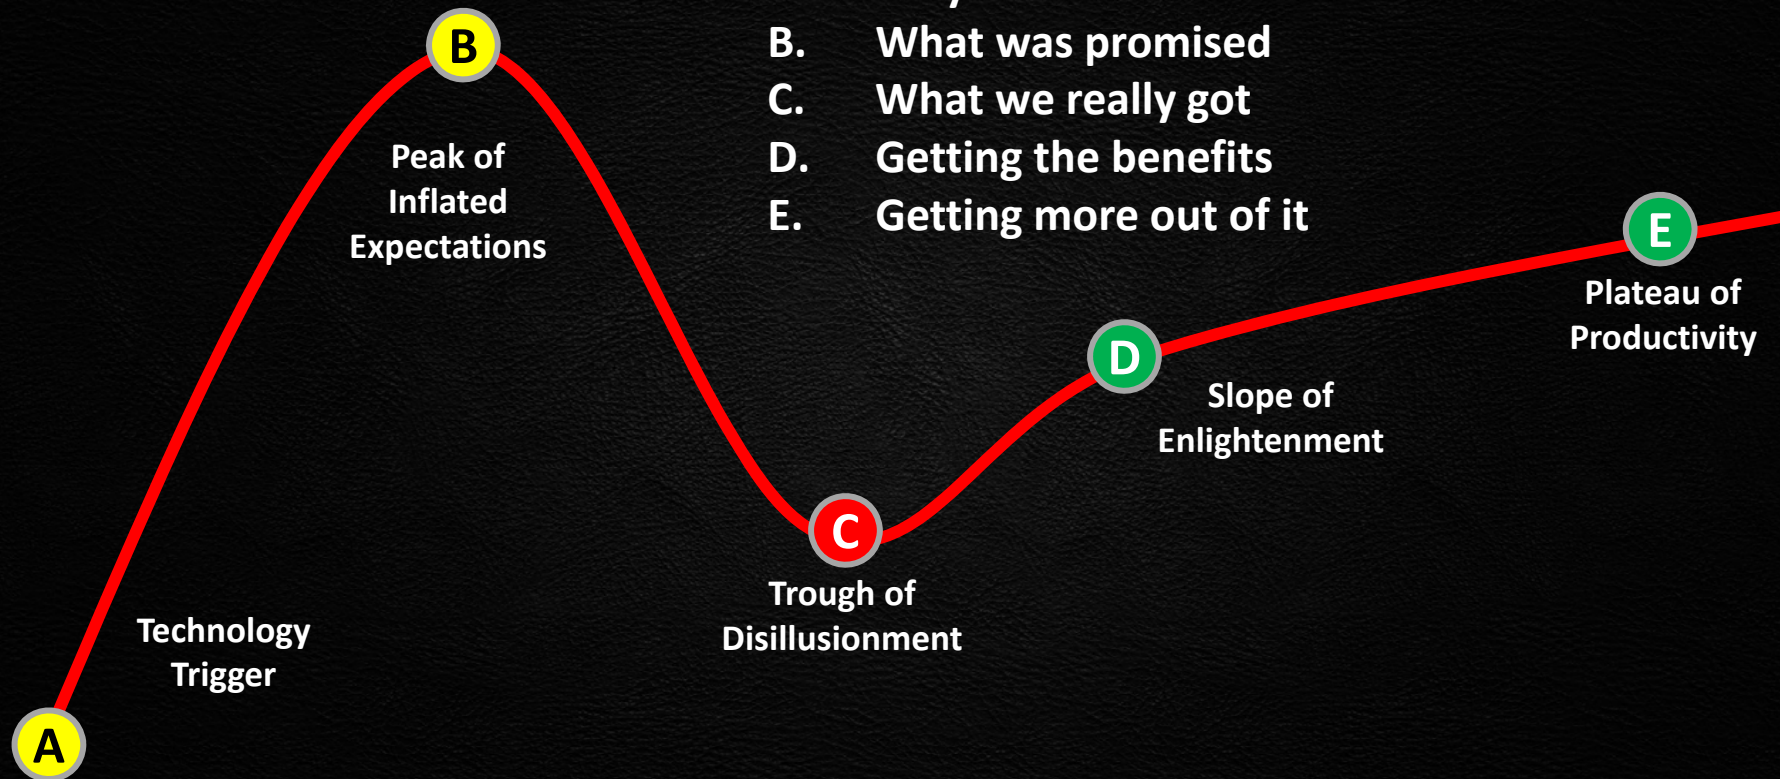 B. What was promised
C. What we really got
D. Getting the benefits
E. Getting more out of it
B
Peak of
Inflated
Expectations
E
Plateau of
Productivity
D
Slope of
Enlightenment
C
Trough of
Disillusionment
Technology
Trigger
A